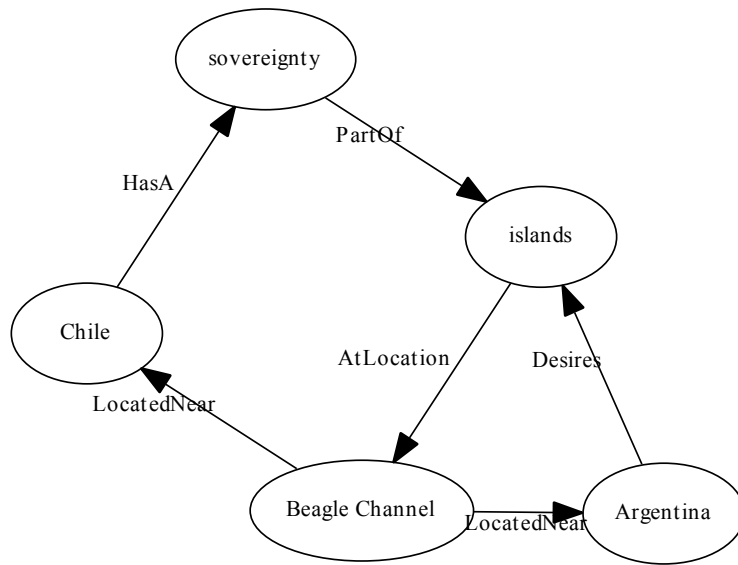 sovereignty
PartOf
HasA
islands
Chile
AtLocation
Desires
LocatedNear
Beagle Channel
LocatedNear
Argentina